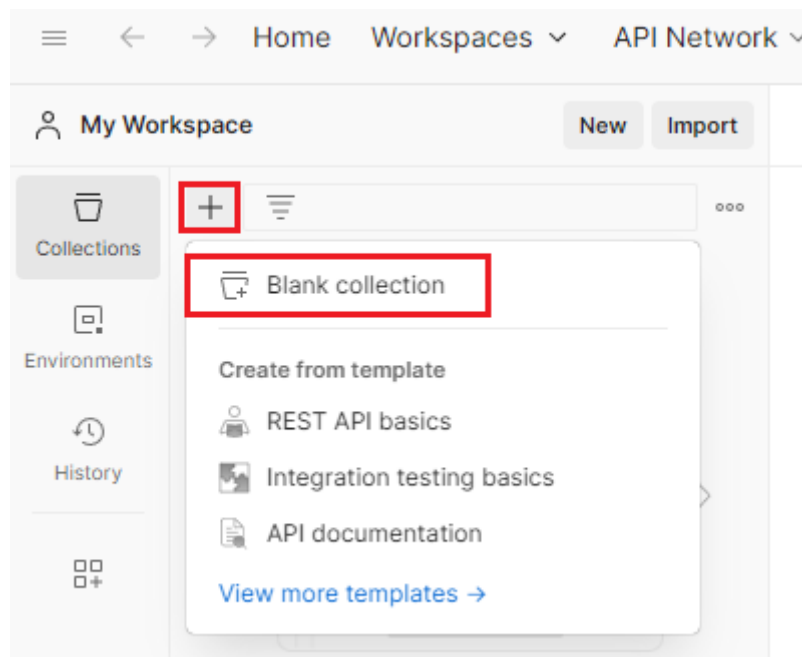 Home Workspaces API Network
My Workspace New Import
Collections
Environments
History
Blank collection
Create from template
REST API basics
Integration testing basics
API documentation
View more templates →